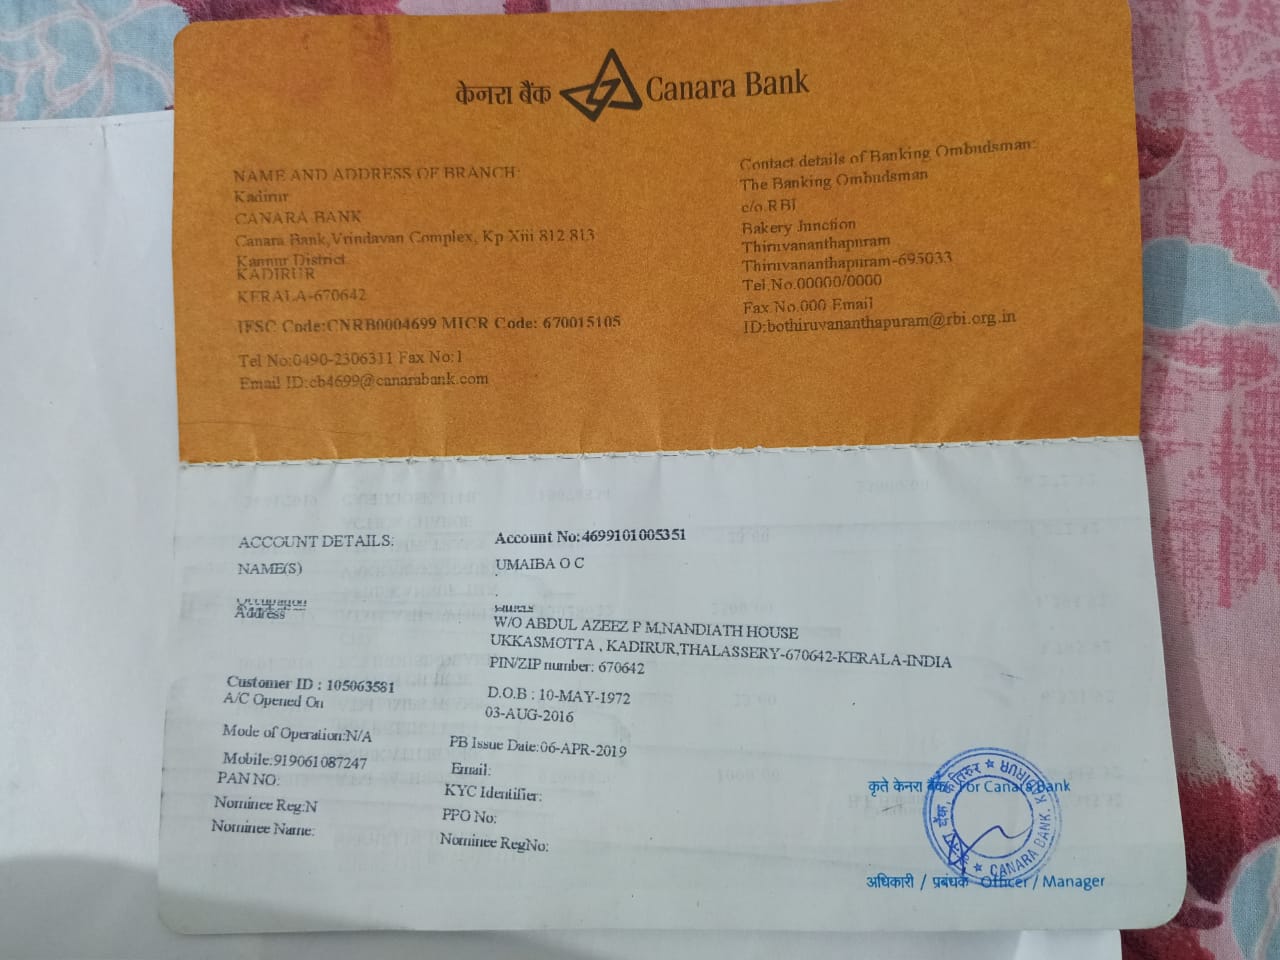 केनरा बैंक Canara Bank
NAME AND ADDRESS OF BRANCH:
Kadirur
CANARA BANK
Canara Bank,Vrindavan Complex, Kp Xiii 812 813
Kannur District
KADIRUR
KERALA-670642
IFSC Code:CNRB0004699 MICR Code: 670015105
Tel No:0490-2306311 Fax No:1
Email ID:cb4699@canarabank.com
Contact details of Banking Ombudsman:
The Banking Ombudsman
c/o.RBI
Bakery Junction
Thiruvananthapuram
Thiruvananthapuram-695033
Tel.No.00000/0000
Fax No.000 Email
ID:bothiruvananthapuram@rbi.org.in
ACCOUNT DETAILS: Account No:4699101005351
NAME(S) UMAIBA O C
Occupation
Address W/O ABDUL AZEEZ P M,NANDIATH HOUSE
UKKASMOTTA , KADIRUR,THALASSERY-670642-KERALA-INDIA
PIN/ZIP number: 670642
Customer ID : 105063581 D.O.B : 10-MAY-1972
A/C Opened On 03-AUG-2016
Mode of Operation:N/A PB Issue Date:06-APR-2019
Mobile:919061087247 Email:
PAN NO: KYC Identifier:
Nominee Reg:N PPO No:
Nominee Name: Nominee RegNo:
कृते केनरा बैंक For Canara Bank
CANARA BANK. KADIRUR
अधिकारी / प्रबंधक Officer / Manager